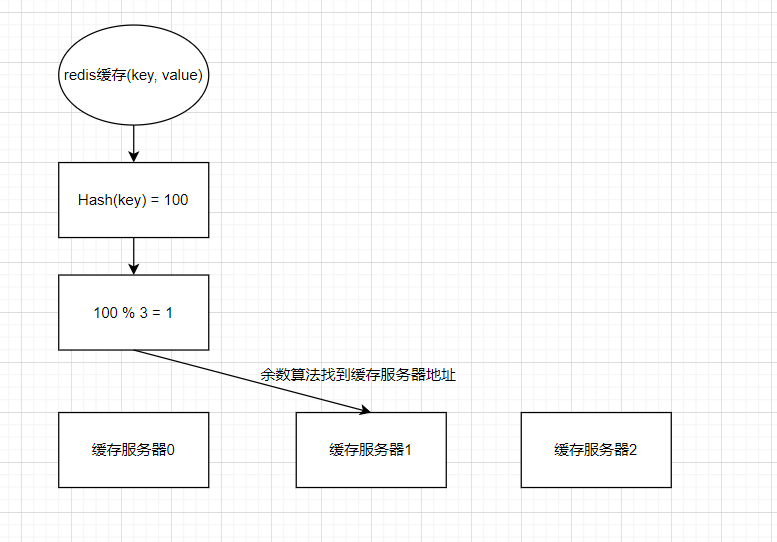 redis缓存(key, value)
Hash(key) = 100
100 % 3 = 1
余数算法找到缓存服务器地址
缓存服务器0
缓存服务器1
缓存服务器2